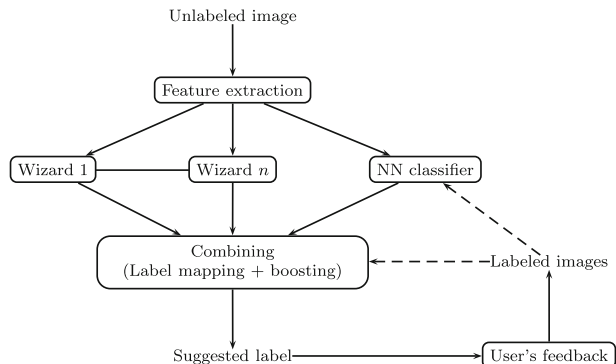 Unlabeled image
Feature extraction
Wizard 1
Wizard n
NN classifier
Combining
(Label mapping + boosting)
Labeled images
Suggested label
User's feedback